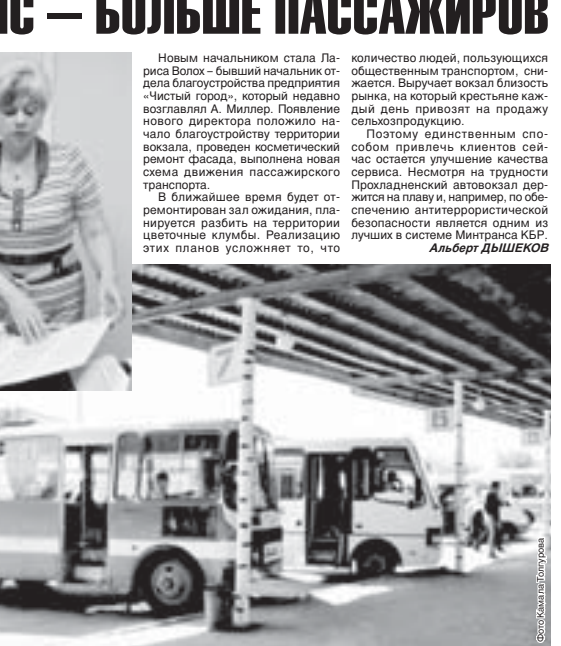 ИС — БОЛЬШЕ ПАССАЖИРОВ
Новым начальником стала Ла-
риса Волох – бывший начальник от-
дела благоустройства предприятия
«Чистый город», который недавно
возглавлял А. Миллер. Появление
нового директора положило на-
чало благоустройству территории
вокзала, проведен косметический
ремонт фасада, выполнена новая
схема движения пассажирского
транспорта.
В ближайшее время будет от-
ремонтирован зал ожидания, пла-
нируется разбить на территории
цветочные клумбы. Реализацию
этих планов усложняет то, что
количество людей, пользующихся
общественным транспортом, сни-
жается. Выручает вокзал близость
рынка, на который крестьяне каж-
дый день привозят на продажу
сельхозпродукцию.
Поэтому единственным спо-
собом привлечь клиентов сей-
час остается улучшение качества
сервиса. Несмотря на трудности
Прохладненский автовокзал дер-
жится на плаву и, например, по обе-
спечению антитеррористической
безопасности является одним из
лучших в системе Минтранса КБР.
Альберт ДЫШЕКОВ
7
Фото Камала Толгурова